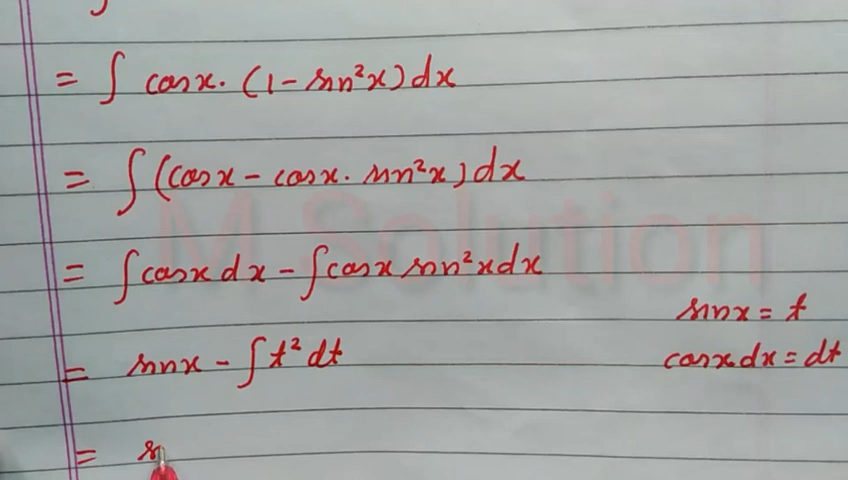 = ∫ cosx. (1 - sin²x) dx
= ∫ (cosx - cosx. sin²x) dx
M Solution
= ∫cosx dx - ∫cosx sin²x dx
sinx = t
= sinx - ∫t² dt
cosx dx = dt
= s